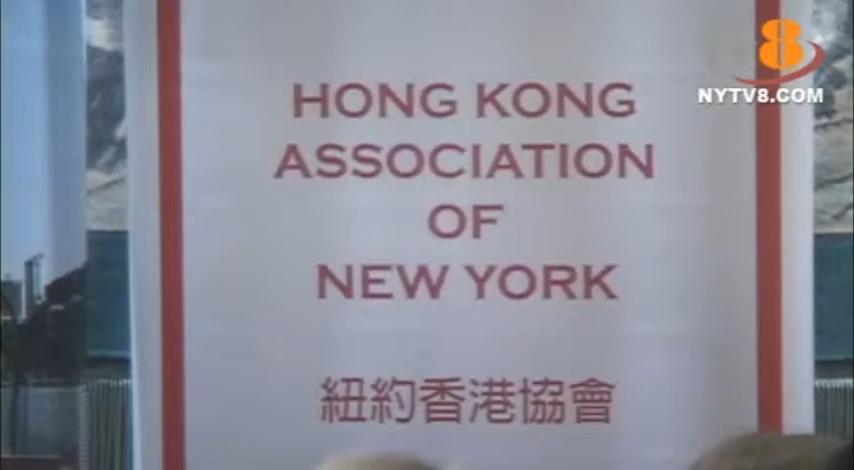 8
NYTV8.COM
HONG KONG
ASSOCIATION
OF
NEW YORK
紐約香港協會